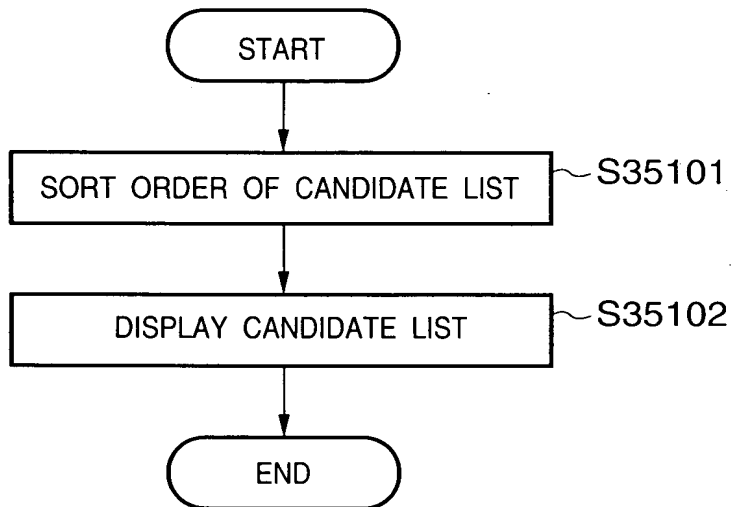 START
SORT ORDER OF CANDIDATE LIST
S35101
DISPLAY CANDIDATE LIST
S35102
END